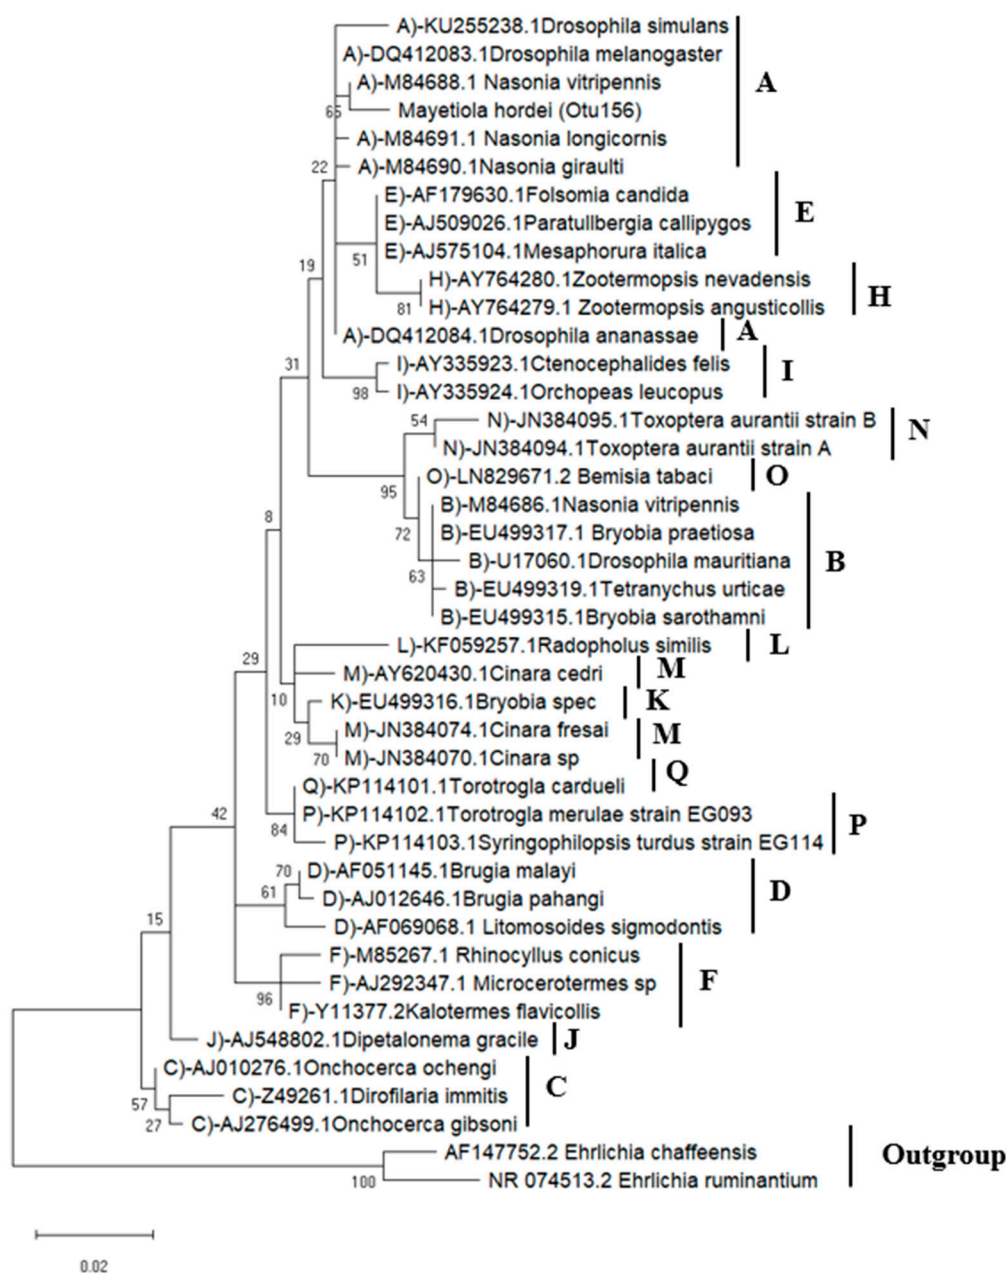 A)-KU255238.1Drosophila simulans
A)-DQ412083.1Drosophila melanogaster
A)-M84688.1 Nasonia vitripennis
A
65
Mayetiola hordei (Otu156)
A)-M84691.1 Nasonia longicornis
22
A)-M84690.1Nasonia giraulti
E)-AF179630.1Folsomia candida
E)-AJ509026.1Paratullbergia callipygos
E
51
E)-AJ575104.1Mesaphorura italica
19
H)-AY764280.1Zootermopsis nevadensis
H
81
H)-AY764279.1 Zootermopsis angusticollis
A)-DQ412084.1Drosophila ananassae
A
31
I)-AY335923.1Ctenocephalides felis
I
98
I)-AY335924.1Orchopeas leucopus
54
N)-JN384095.1Toxoptera aurantii strain B
N
N)-JN384094.1Toxoptera aurantii strain A
O)-LN829671.2 Bemisia tabaci
O
95
B)-M84686.1Nasonia vitripennis
8
72
B)-EU499317.1 Bryobia praetiosa
B)-U17060.1Drosophila mauritiana
B
63
B)-EU499319.1Tetranychus urticae
B)-EU499315.1Bryobia sarothamni
L)-KF059257.1Radopholus similis
L
29
M)-AY620430.1Cinara cedri
M
10
K)-EU499316.1Bryobia spec
K
29
M)-JN384074.1Cinara fresai
M
70
M)-JN384070.1Cinara sp
Q)-KP114101.1Torotrogla cardueli
Q
42
P)-KP114102.1Torotrogla merulae strain EG093
P
84
P)-KP114103.1Syringophilopsis turdus strain EG114
70
D)-AF051145.1Brugia malayi
61
D)-AJ012646.1Brugia pahangi
D
15
D)-AF069068.1 Litomosoides sigmodontis
F)-M85267.1 Rhinocyllus conicus
F)-AJ292347.1 Microcerotermes sp
F
96
F)-Y11377.2Kalotermes flavicollis
J)-AJ548802.1Dipetalonema gracile
J
C)-AJ010276.1Onchocerca ochengi
C
57
C)-Z49261.1Dirofilaria immitis
27
C)-AJ276499.1Onchocerca gibsoni
AF147752.2 Ehrlichia chaffeensis
Outgroup
100
NR 074513.2 Ehrlichia ruminantium
0.02